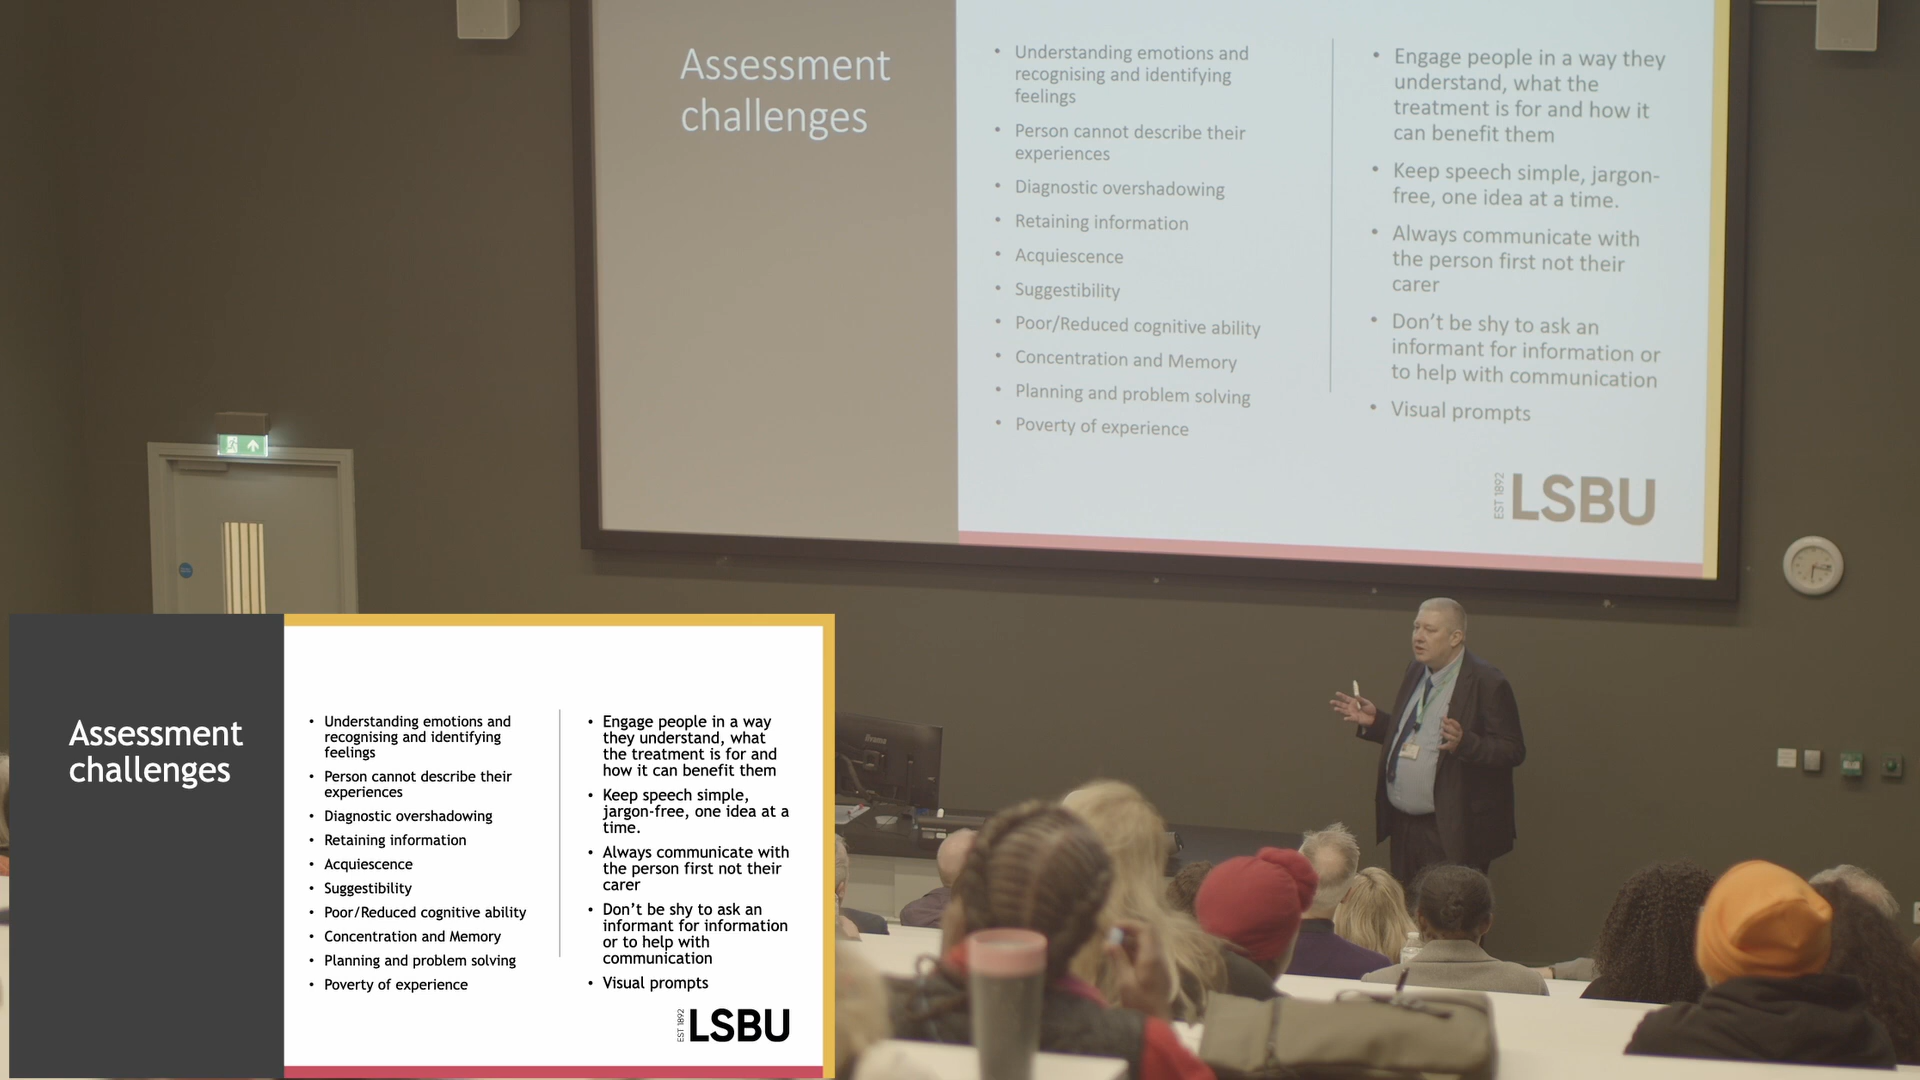 Assessment
challenges
• Understanding emotions and
recognising and identifying
feelings
• Person cannot describe their
experiences
• Diagnostic overshadowing
• Retaining information
• Acquiescence
• Suggestibility
• Poor/Reduced cognitive ability
• Concentration and Memory
• Planning and problem solving
• Poverty of experience
• Engage people in a way they
understand, what the
treatment is for and how it
can benefit them
• Keep speech simple, jargon-
free, one idea at a time.
• Always communicate with
the person first not their
carer
• Don’t be shy to ask an
informant for information or
to help with communication
• Visual prompts
EST 1892
LSBU
Assessment
challenges
• Understanding emotions and
recognising and identifying
feelings
• Person cannot describe their
experiences
• Diagnostic overshadowing
• Retaining information
• Acquiescence
• Suggestibility
• Poor/Reduced cognitive ability
• Concentration and Memory
• Planning and problem solving
• Poverty of experience
• Engage people in a way
they understand, what
the treatment is for and
how it can benefit them
• Keep speech simple,
jargon-free, one idea at a
time.
• Always communicate with
the person first not their
carer
• Don’t be shy to ask an
informant for information
or to help with
communication
• Visual prompts
EST 1892
LSBU